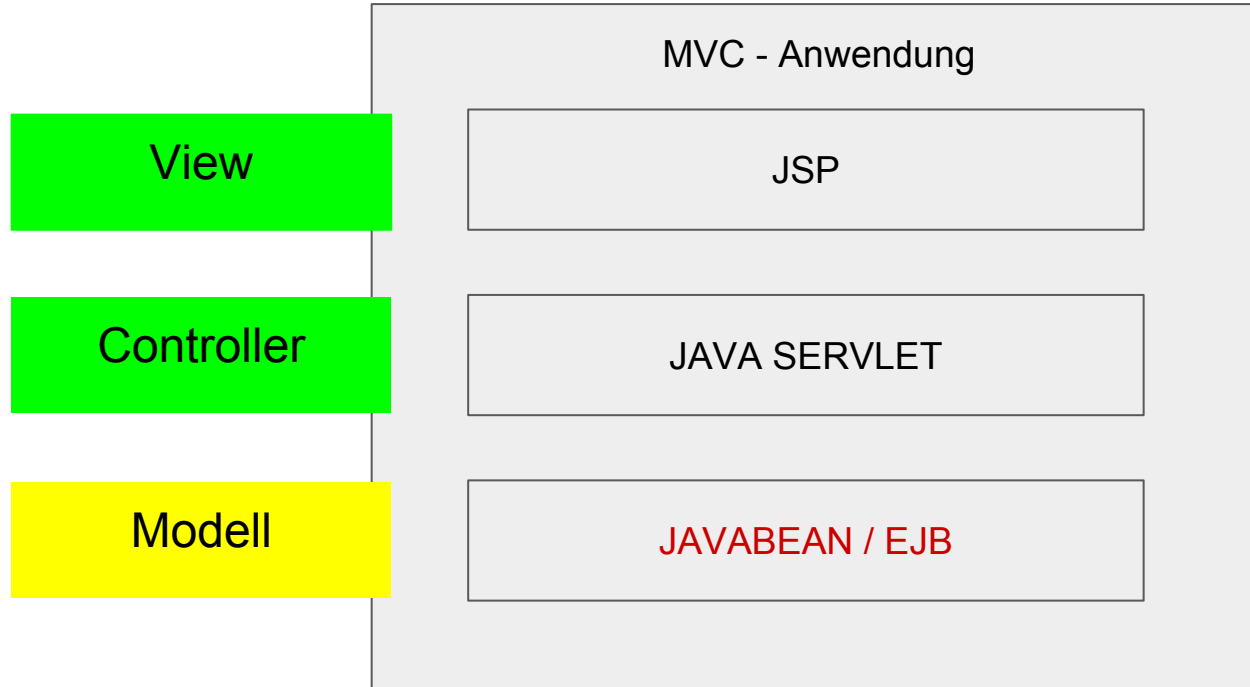 MVC - Anwendung
View
JSP
Controller
JAVA SERVLET
Modell
JAVABEAN / EJB